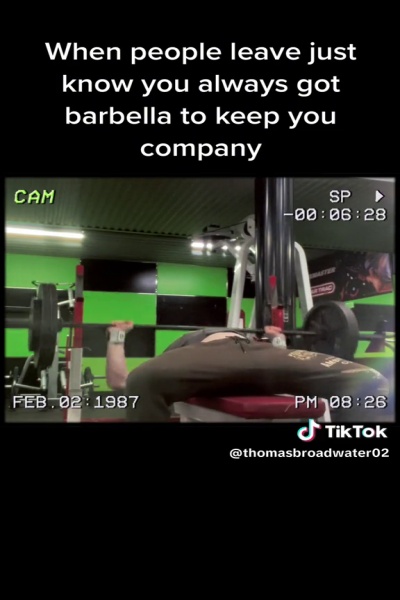 When people leave just
know you always got
barbella to keep you
company
CAM
SP
-00:06:28
FEB.02:1987
PM 08:26
TikTok
@thomasbroadwater02